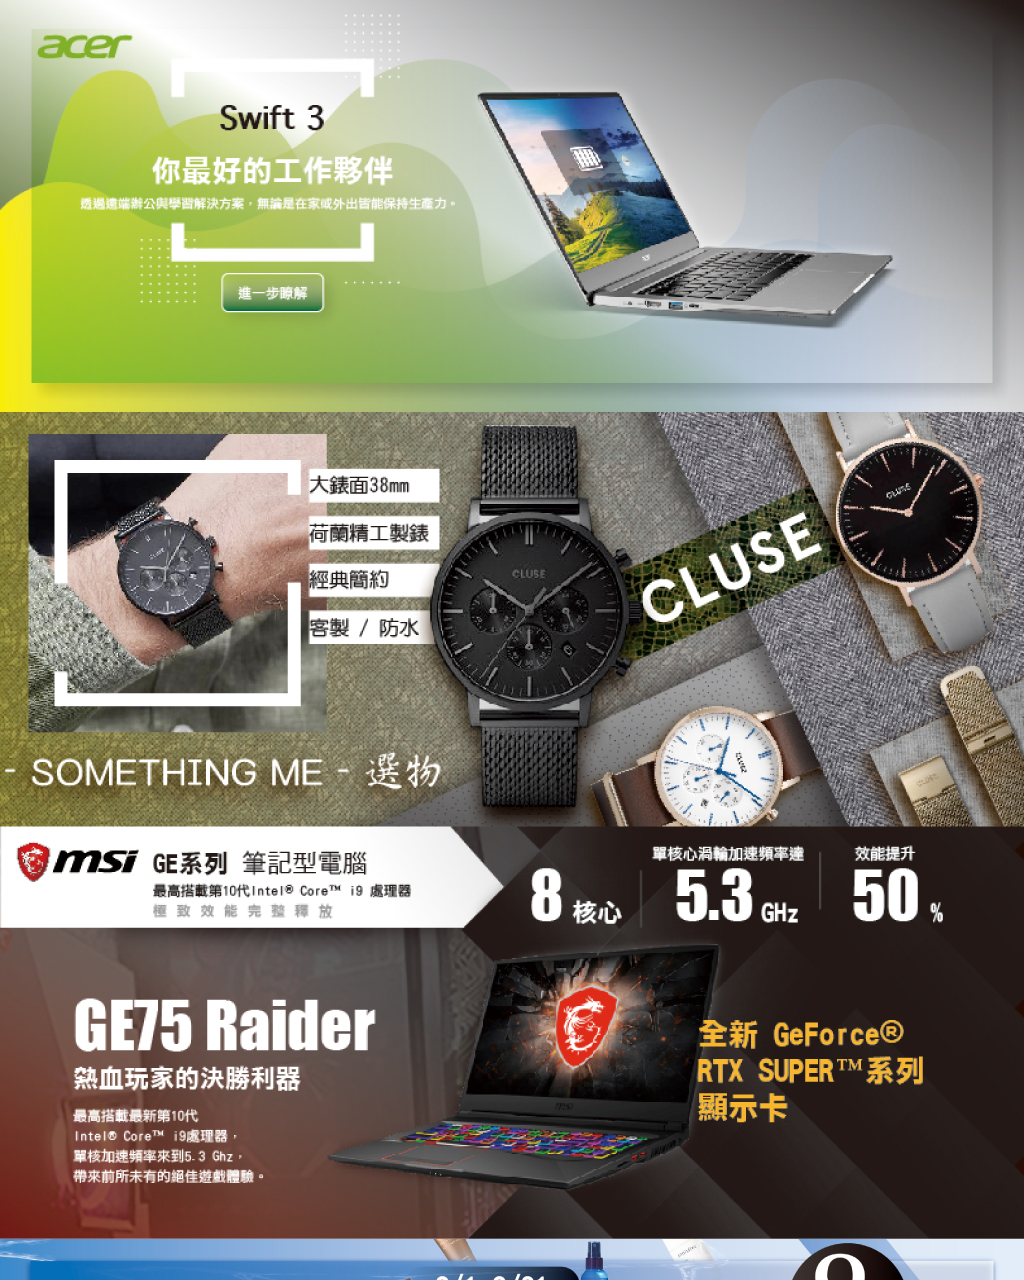 acer
Swift 3
你最好的工作夥伴
透過遠端辦公與學習解決方案，無論是在家或外出皆能保持生產力。
進一步瞭解
大錶面38mm
荷蘭精工製錶
經典簡約
客製 / 防水
CLUSE
CLUSE
CLUSE
CLUSE
CLUSE
- SOMETHING ME - 選物
msi GE系列 筆記型電腦
最高搭載第10代Intel® Core™ i9 處理器
極致效能完整釋放
8 核心
單核心渦輪加速頻率達
5.3 GHz
效能提升
50 %
GE75 Raider
熱血玩家的決勝利器
最高搭載最新第10代
Intel® Core™ i9處理器，
單核加速頻率來到5.3 Ghz，
帶來前所未有的絕佳遊戲體驗。
msi
全新 GeForce®
RTX SUPER™系列
顯示卡